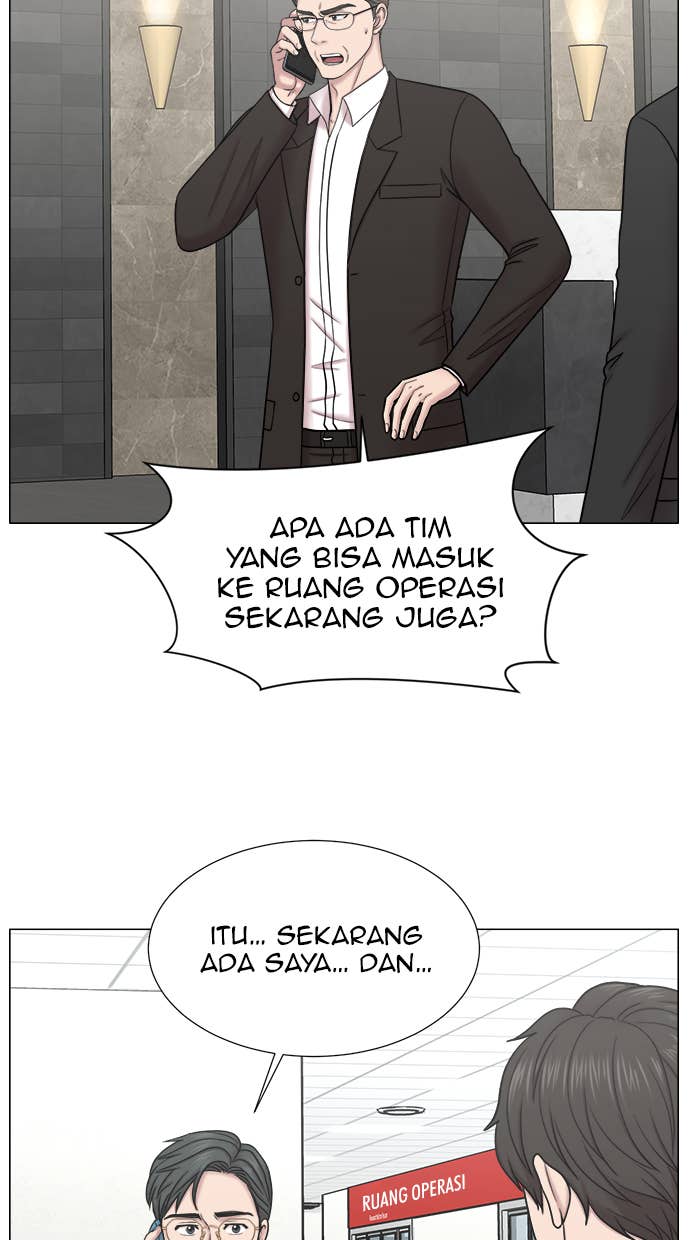 APA ADA TIM
YANG BISA MASUK
KE RUANG OPERASI
SEKARANG JUGA?
ITU... SEKARANG
ADA SAYA... DAN...
RUANG OPERASI